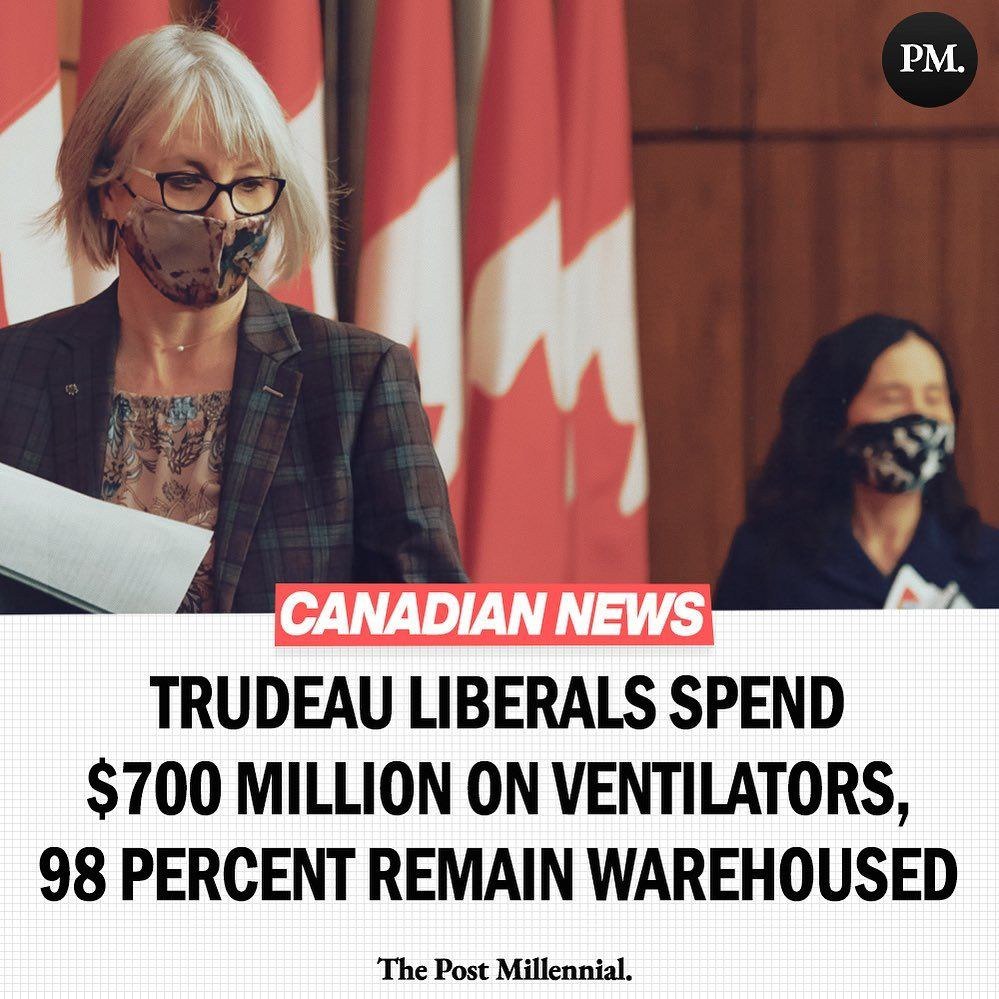 PM.
CANADIAN NEWS
TRUDEAU LIBERALS SPEND
$700 MILLION ON VENTILATORS,
98 PERCENT REMAIN WAREHOUSED
The Post Millennial.